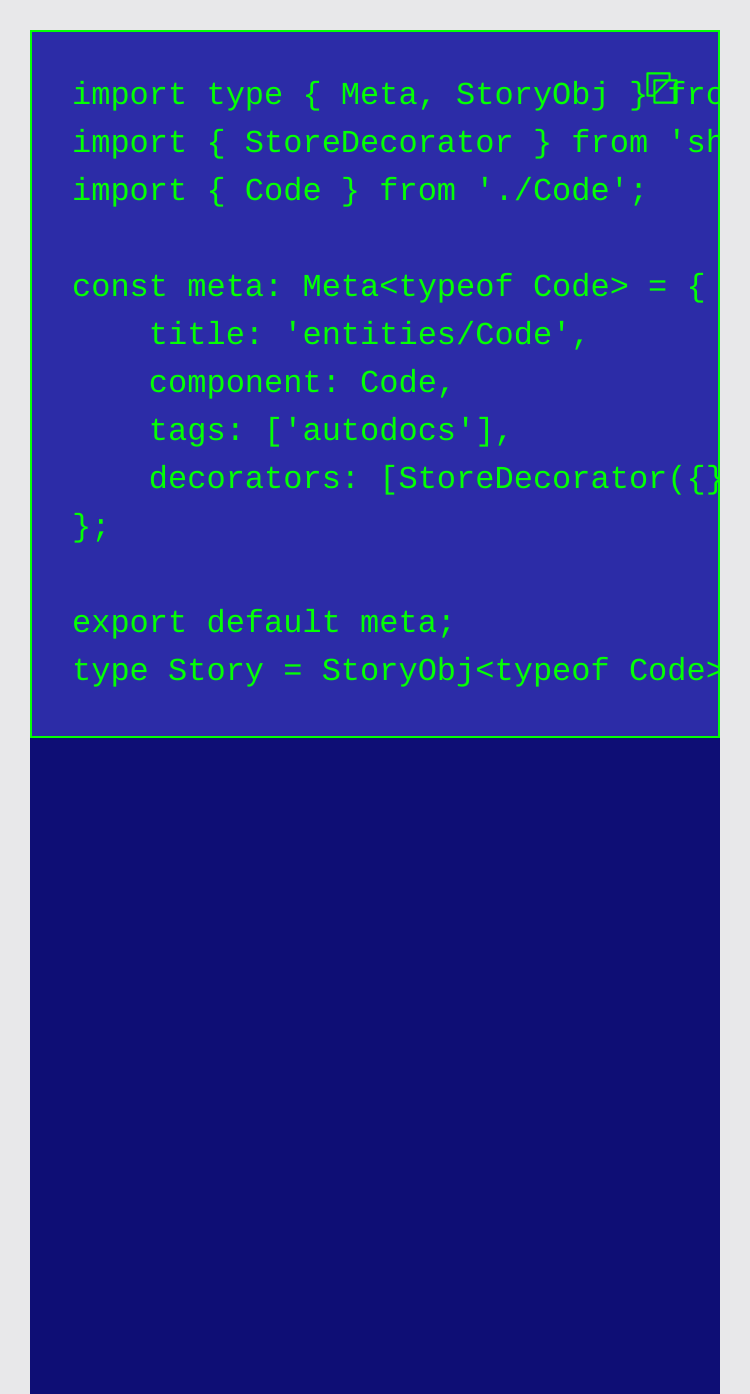 import type { Meta, StoryObj } fro
import { StoreDecorator } from 'sh
import { Code } from './Code';
const meta: Meta<typeof Code> = {
title: 'entities/Code',
component: Code,
tags: ['autodocs'],
decorators: [StoreDecorator({}
};
export default meta;
type Story = StoryObj<typeof Code>